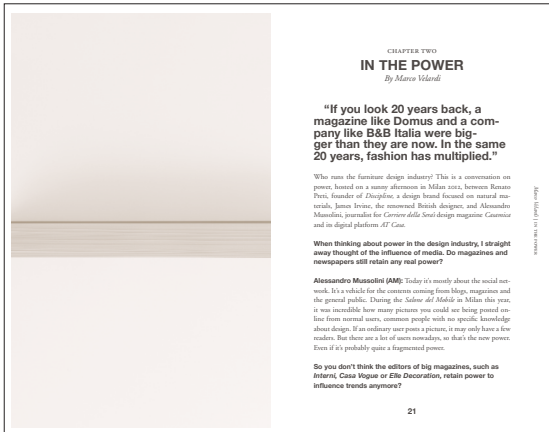 CHAPTER TWO
IN THE POWER
By Marco Velardi
“If you look 20 years back, a
magazine like Domus and a com-
pany like B&B Italia were big-
ger than they are now. In the same
20 years, fashion has multiplied.”
Who runs the furniture design industry? This is a conversation on
power, hosted on a sunny afternoon in Milan 2012, between Renato
Preti, founder of Discipline, a design brand focused on natural ma-
terials, James Irvine, the renowned British designer, and Alessandro
Mussolini, journalist for Corriere della Sera's design magazine Casamica
and its digital platform AT Casa.
When thinking about power in the design industry, I straight
away thought of the influence of media. Do magazines and
newspapers still retain any real power?
Alessandro Mussolini (AM): Today it's mostly about the social net-
work. It's a vehicle for the contents coming from blogs, magazines and
the general public. During the Salone del Mobile in Milan this year,
it was incredible how many pictures you could see being posted on-
line from normal users, common people with no specific knowledge
about design. If an ordinary user posts a picture, it may only have a few
readers. But there are a lot of users nowadays, so that's the new power.
Even if it's probably quite a fragmented power.
So you don't think the editors of big magazines, such as
Interni, Casa Vogue or Elle Decoration, retain power to
influence trends anymore?
21
Marco Velardi | IN THE POWER